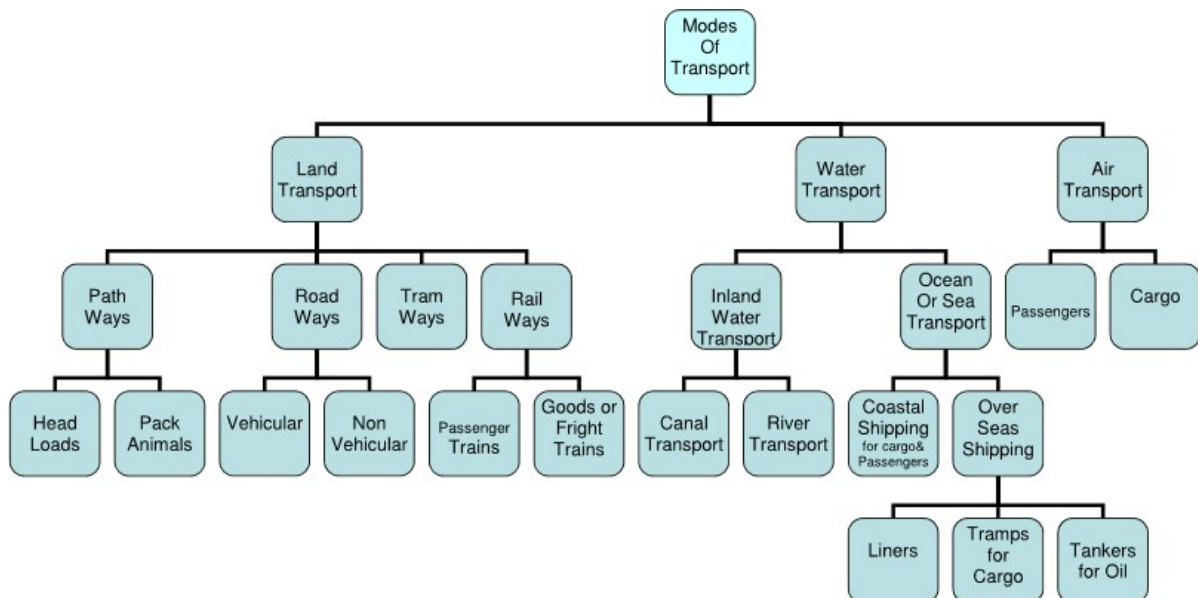 Modes
Of
Transport
Land
Transport
Water
Transport
Air
Transport
Path
Ways
Road
Ways
Tram
Ways
Rail
Ways
Inland
Water
Transport
Ocean
Or Sea
Transport
Passengers
Cargo
Head
Loads
Pack
Animals
Vehicular
Non
Vehicular
Passenger
Trains
Goods or
Fright
Trains
Canal
Transport
River
Transport
Coastal
Shipping
for cargo&
Passengers
Over
Seas
Shipping
Liners
Tramps
for
Cargo
Tankers
for Oil